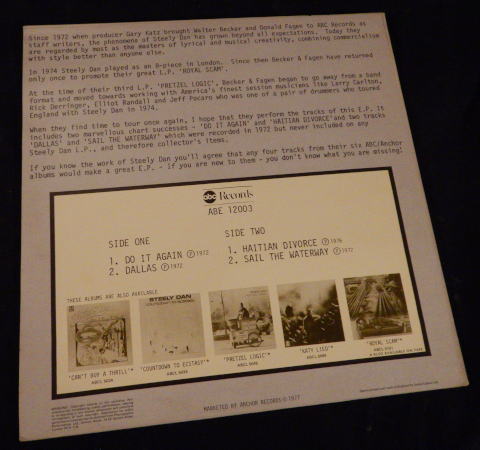 Since 1972 when producer Gary Katz brought Walter Becker and Donald Fagen to ABC Records as
staff writers, the phenomena of Steely Dan has grown beyond all expectations. Today they
are regarded by most as the masters of lyrical and musical creativity, combining commercialism
with style better than anyone else.
In 1974 Steely Dan played as an 8-piece in London. Since then Becker & Fagen have returned
only once to promote their great L.P. 'ROYAL SCAM'.
At the time of their third L.P. 'PRETZEL LOGIC', Becker & Fagen began to go away from a band
format and moved towards working with America's finest session musicians like Larry Carlton,
Rick Derringer, Elliot Randall and Jeff Pocaro who was one of a pair of drummers who toured
England with Steely Dan in 1974.
When they find time to tour once again, I hope that they perform the tracks of this E.P. It
includes two marvellous chart successes - 'DO IT AGAIN' and 'HAITIAN DIVORCE' and two tracks
'DALLAS' and 'SAIL THE WATERWAY' which were recorded in 1972 but never included on any
Steely Dan L.P., and therefore collector's items.
If you know the work of Steely Dan you'll agree that any four tracks from their six ABC/Anchor
albums would make a great E.P. - if you are new to them - you don't know what you are missing!
abc Records
ABE 12003
SIDE ONE
1. DO IT AGAIN Ⓟ1972
2. DALLAS Ⓟ1972
SIDE TWO
1. HAITIAN DIVORCE Ⓟ1976
2. SAIL THE WATERWAY Ⓟ1972
THESE ALBUMS ARE ALSO AVAILABLE
STEELY DAN
'CAN'T BUY A THRILL'*
'COUNTDOWN TO ECSTASY'*
'PRETZEL LOGIC'*
'KATY LIED'*
'ROYAL SCAM'*
MARKETED BY ANCHOR RECORDS © 1977